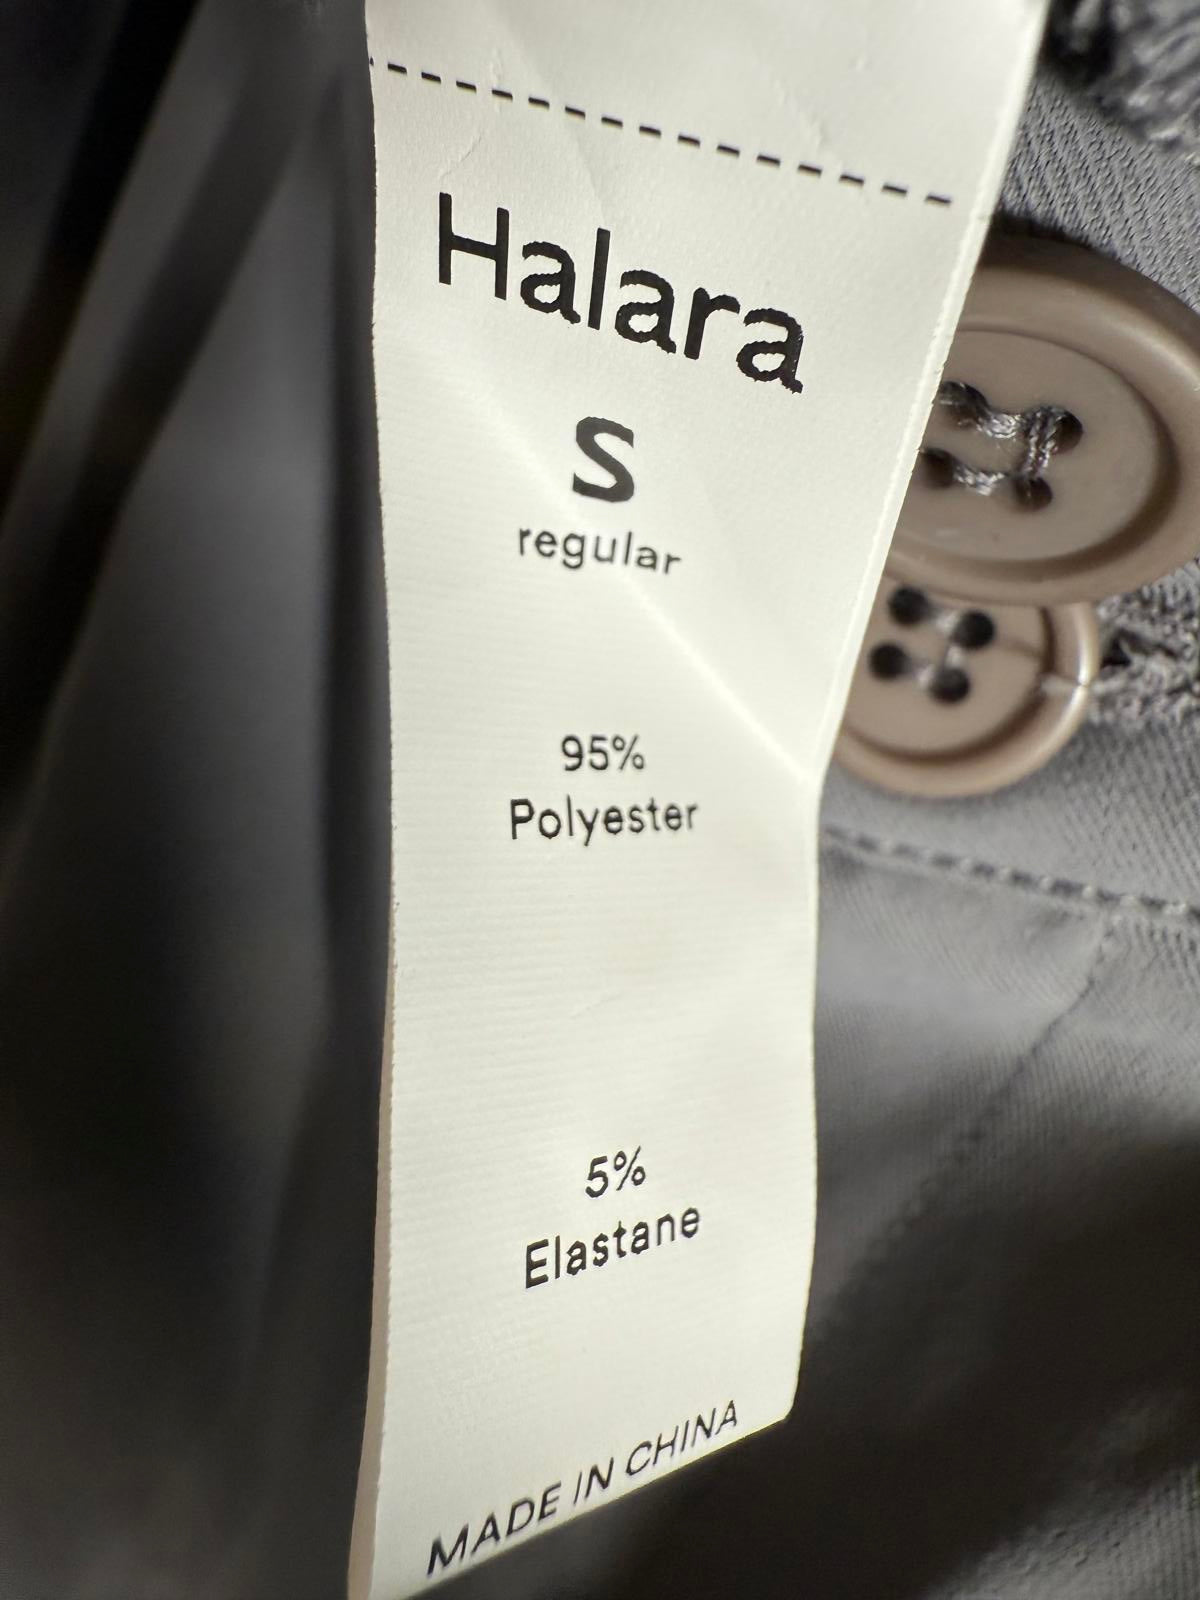 Halara
S
regular
95%
Polyester
5%
Elastane
MADE IN CHINA